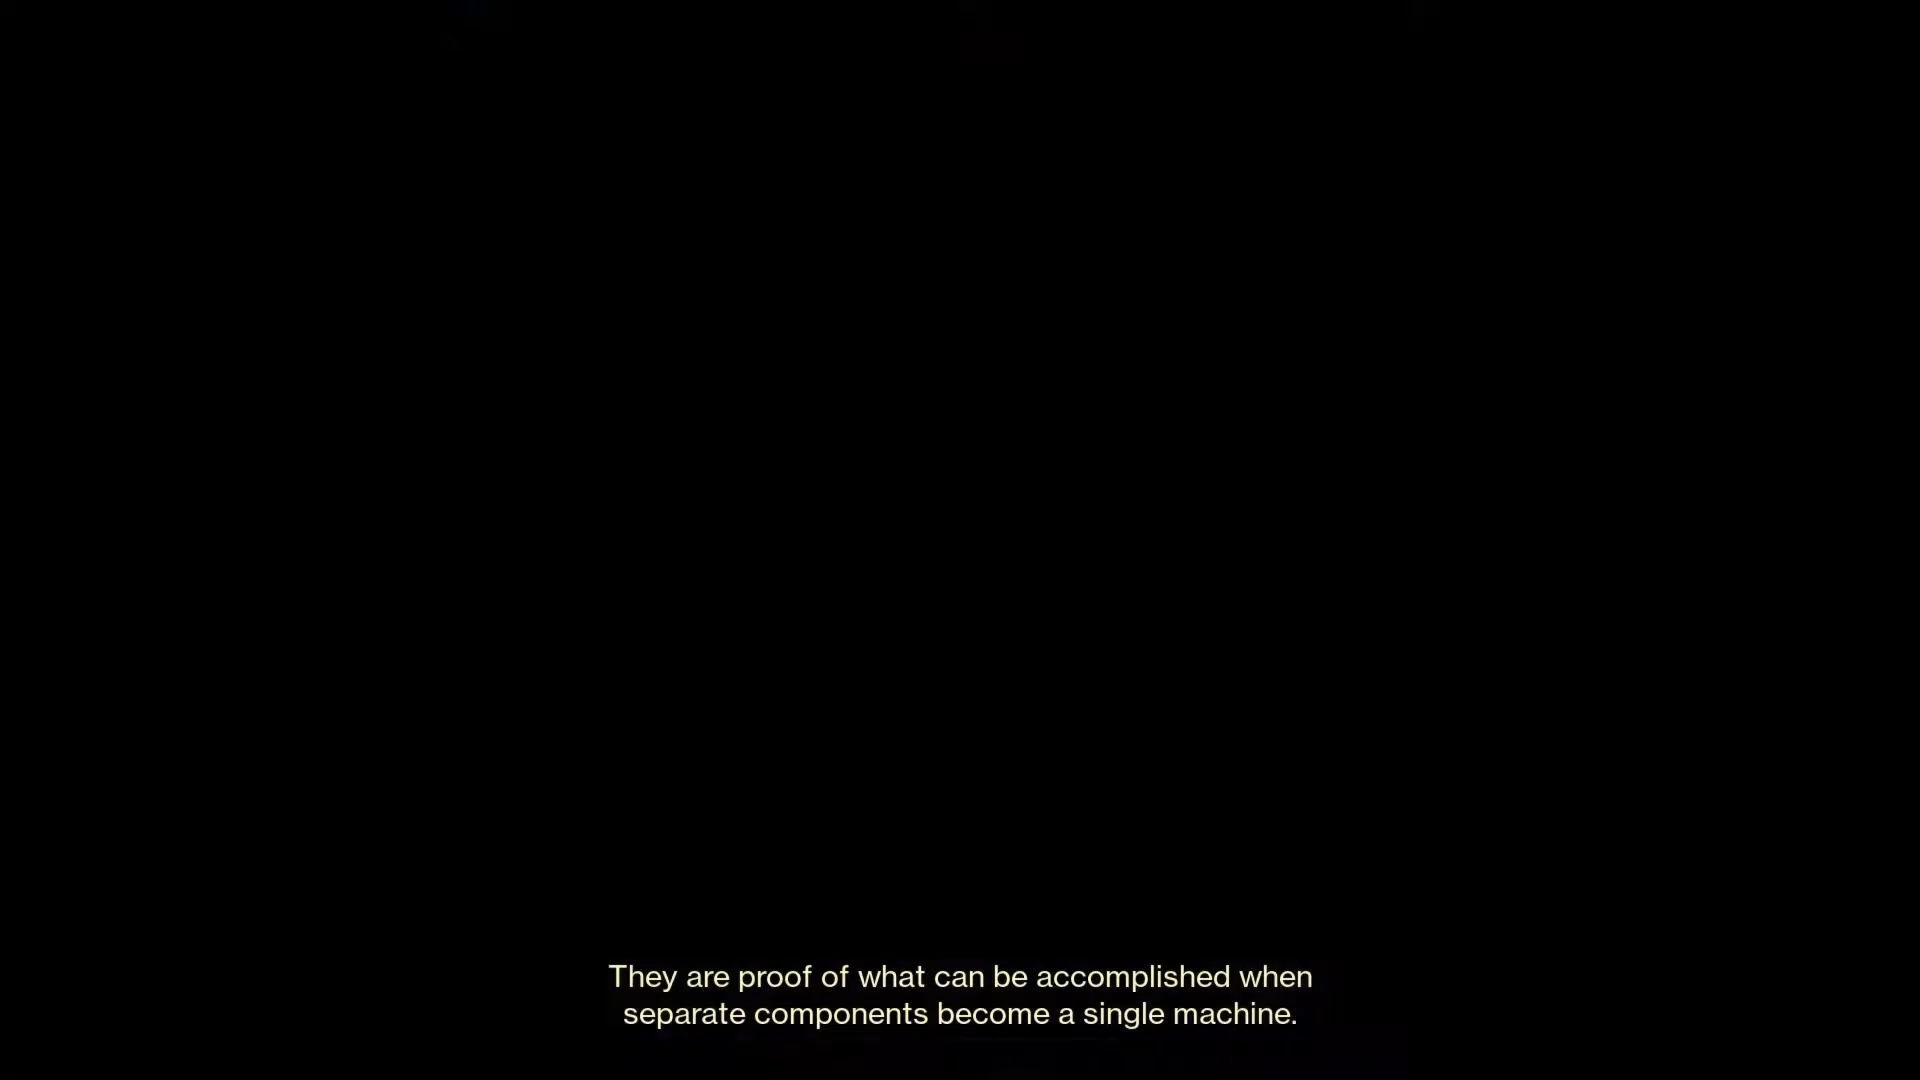 They are proof of what can be accomplished when
separate components become a single machine.